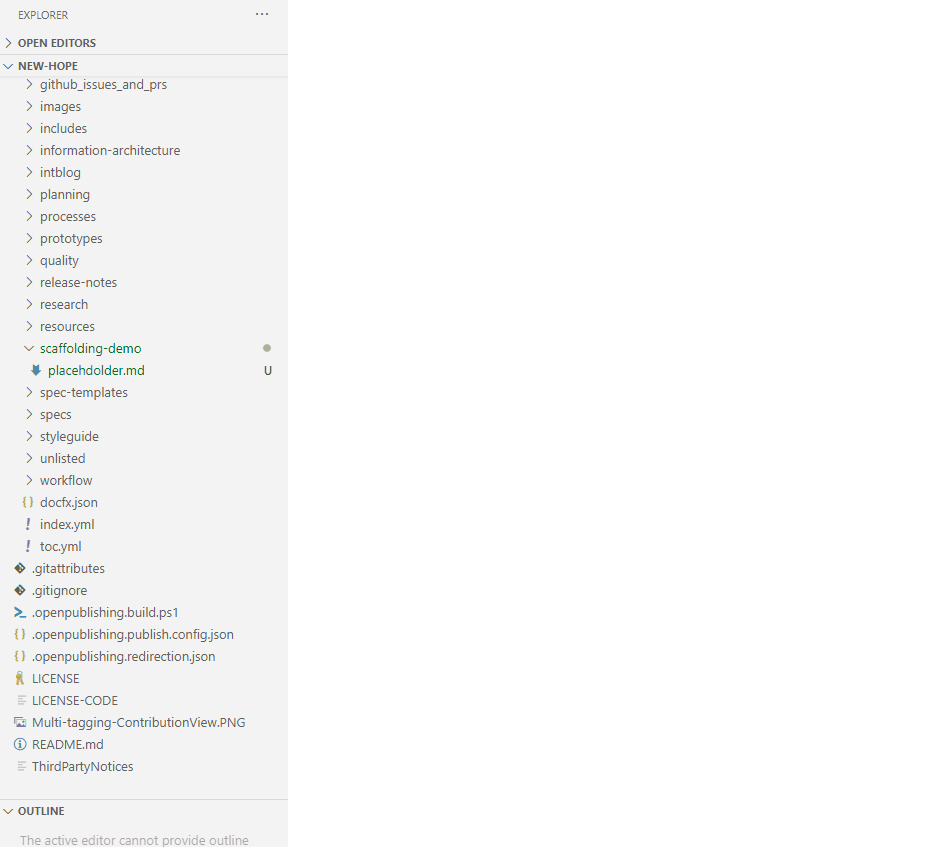 EXPLORER
OPEN EDITORS
NEW-HOPE
github_issues_and_prs
images
includes
information-architecture
intblog
planning
processes
prototypes
quality
release-notes
research
resources
scaffolding-demo
placehdolder.md U
spec-templates
specs
styleguide
unlisted
workflow
docfx.json
index.yml
toc.yml
.gitattributes
.gitignore
.openpublishing.build.ps1
.openpublishing.publish.config.json
.openpublishing.redirection.json
LICENSE
LICENSE-CODE
Multi-tagging-ContributionView.PNG
README.md
ThirdPartyNotices
OUTLINE
The active editor cannot provide outline